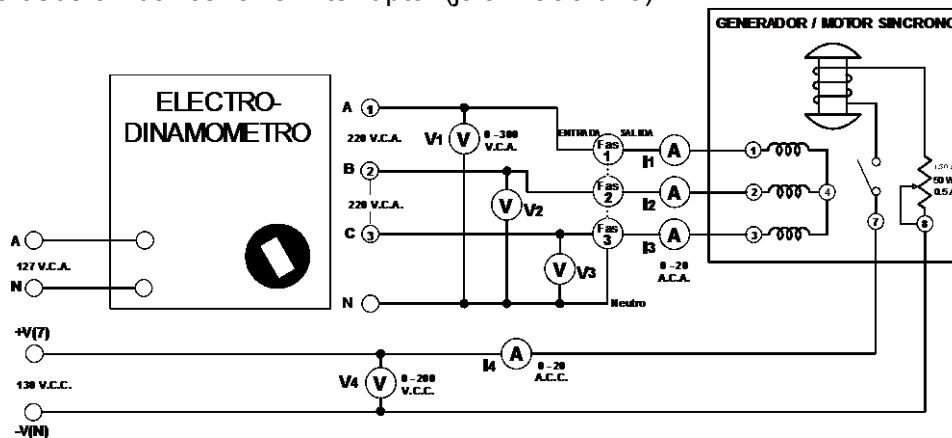 GENERADOR / MOTOR SINCRONO
ELECTRO-
DINAMOMETRO
A
127 V.C.A.
N
A 1
220 V.C.A.
B 2
220 V.C.A.
C 3
N
V1 V 0-300
V.C.A.
V V2
V V3
ENTRADA SALIDA
Fas
1
Fas
2
Fas
3
Neutro
I1 A
I2 A
I3 A
0-20
A.C.A.
1
2
3
4
7
8
50 W
+V(7)
130 V.C.C.
-V(N)
V4 V 0-200
V.C.C.
I4 A 0-20
A.C.C.